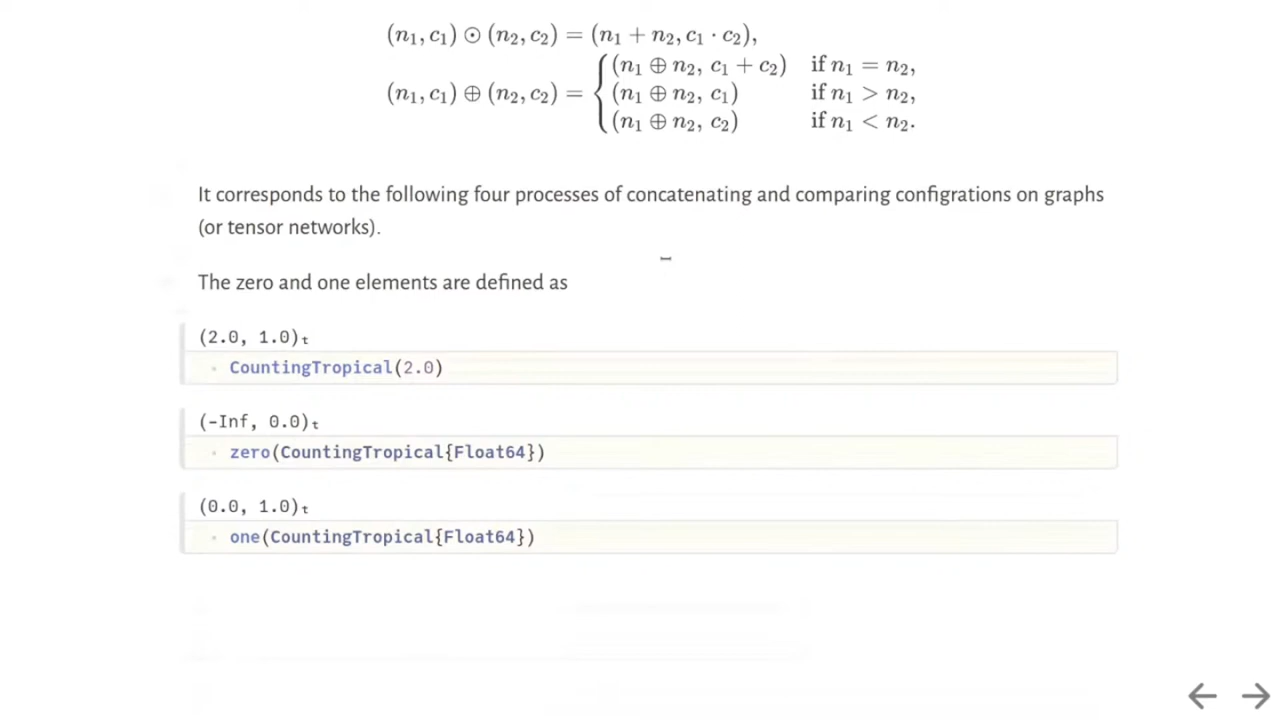 (n₁, c₁) ⊙ (n₂, c₂) = (n₁ + n₂, c₁ · c₂),
(n₁ ⊕ n₂, c₁ + c₂) if n₁ = n₂,
(n₁, c₁) ⊕ (n₂, c₂) = { (n₁ ⊕ n₂, c₁) if n₁ > n₂,
(n₁ ⊕ n₂, c₂) if n₁ < n₂.
It corresponds to the following four processes of concatenating and comparing configrations on graphs
(or tensor networks).
The zero and one elements are defined as
(2.0, 1.0)ₜ
CountingTropical(2.0)
(-Inf, 0.0)ₜ
zero(CountingTropical{Float64})
(0.0, 1.0)ₜ
one(CountingTropical{Float64})